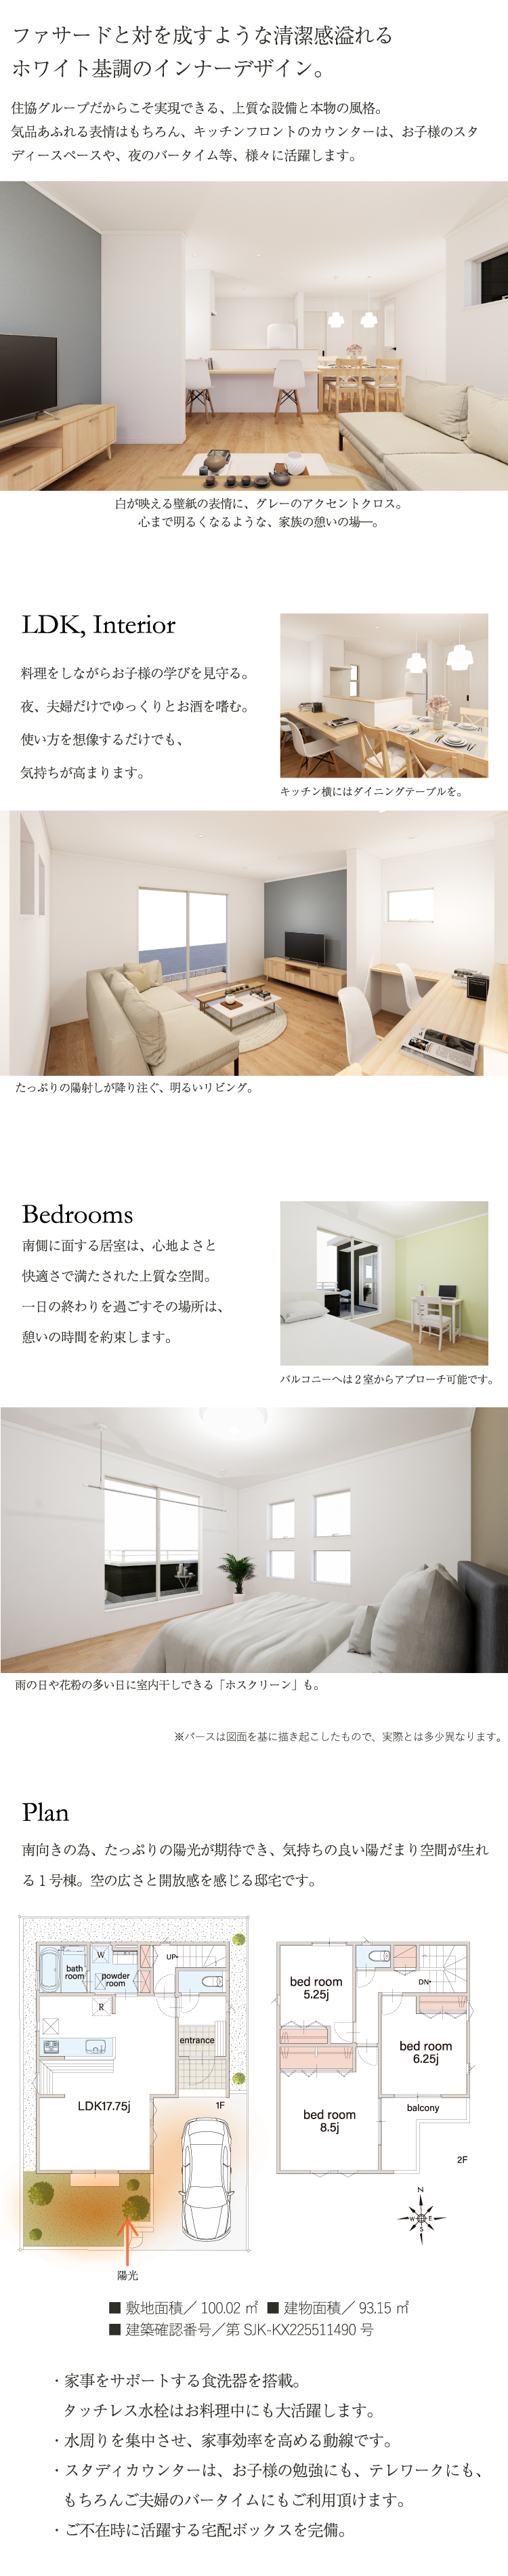 ファサードと対を成すような清潔感溢れる
ホワイト基調のインナーデザイン。
住協グループだからこそ実現できる、上質な設備と本物の風格。
気品あふれる表情はもちろん、キッチンフロントのカウンターは、お子様のスタ
ディースペースや、夜のバータイム等、様々に活躍します。
白が映える壁紙の表情に、グレーのアクセントクロス。
心まで明るくなるような、家族の憩いの場―。
LDK, Interior
料理をしながらお子様の学びを見守る。
夜、夫婦だけでゆっくりとお酒を嗜む。
使い方を想像するだけでも、
気持ちが高まります。
キッチン横にはダイニングテーブルを。
たっぷりの陽射しが降り注ぐ、明るいリビング。
Bedrooms
南側に面する居室は、心地よさと
快適さで満たされた上質な空間。
一日の終わりを過ごすその場所は、
憩いの時間を約束します。
バルコニーへは２室からアプローチ可能です。
雨の日や花粉の多い日に室内干しできる「ホスクリーン」も。
※パースは図面を基に描き起こしたもので、実際とは多少異なります。
Plan
南向きの為、たっぷりの陽光が期待でき、気持ちの良い陽だまり空間が生れ
る１号棟。空の広さと開放感を感じる邸宅です。
bath room
W
powder room
UP
R
entrance
LDK17.75j
1F
陽光
bed room
5.25j
DN
bed room
6.25j
bed room
8.5j
balcony
2F
N
W
E
S
■ 敷地面積／ 100.02 ㎡ ■ 建物面積／ 93.15 ㎡
■ 建築確認番号／第 SJK-KX225511490 号
・家事をサポートする食洗器を搭載。
タッチレス水栓はお料理中にも大活躍します。
・水周りを集中させ、家事効率を高める動線です。
・スタディカウンターは、お子様の勉強にも、テレワークにも、
もちろんご夫婦のバータイムにもご利用頂けます。
・ご不在時に活躍する宅配ボックスを完備。